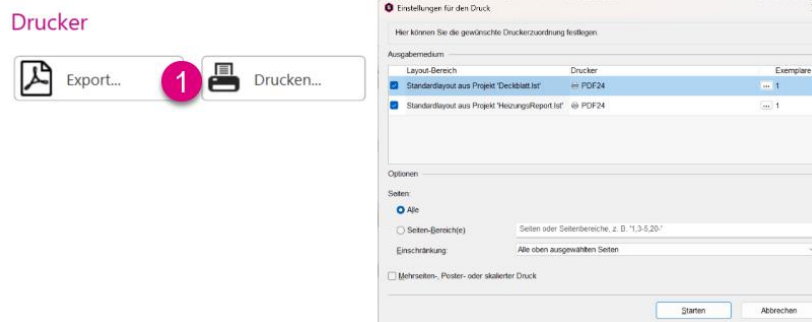 Drucker
Export...
1
Drucken...
Einstellungen für den Druck
Hier können Sie die gewünschte Druckerzuordnung festlegen
Ausgabemedium
Layout-Bereich Drucker Exemplare
Standardlayout aus Projekt 'Deckblatt.lst' PDF24 ... 1
Standardlayout aus Projekt 'HeizungsReport.lst' PDF24 ... 1
Optionen
Seiten:
Alle
Seiten-Bereich(e) Seiten oder Seitenbereiche, z. B. '1,3-5,20-'
Einschränkung: Alle oben ausgewählten Seiten
Mehrseiten-, Poster- oder skalierter Druck
Starten Abbrechen